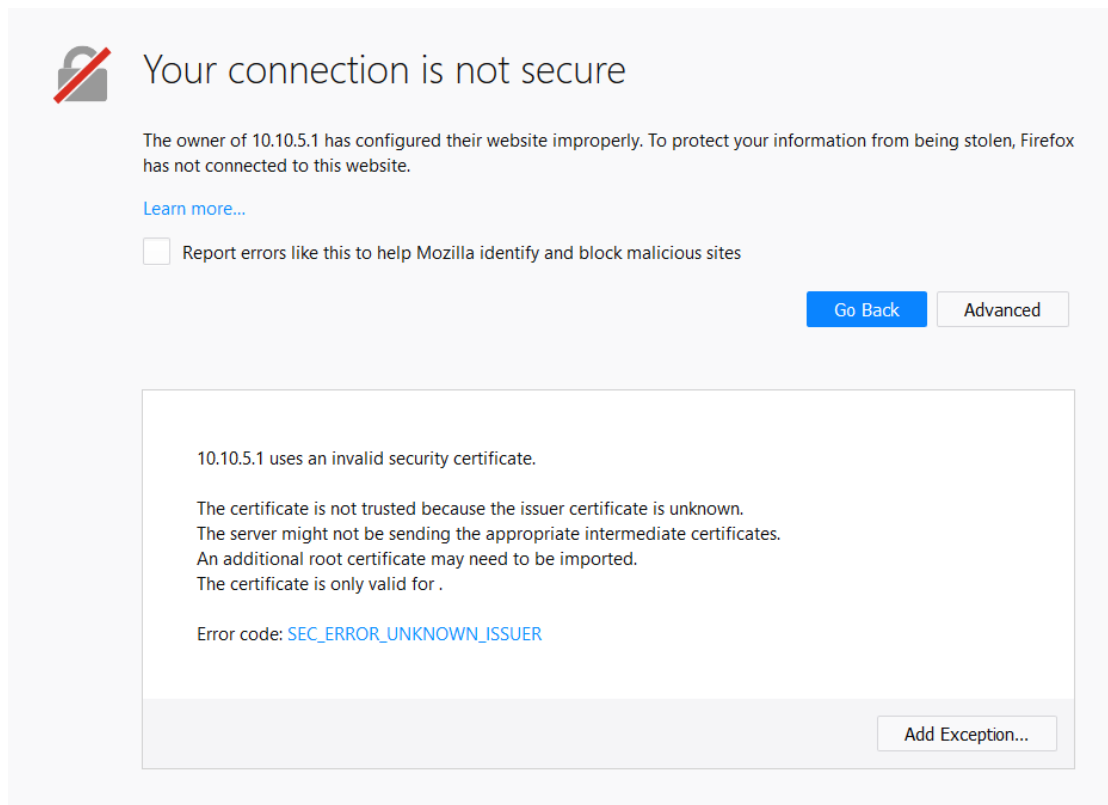 Your connection is not secure
The owner of 10.10.5.1 has configured their website improperly. To protect your information from being stolen, Firefox
has not connected to this website.
Learn more...
Report errors like this to help Mozilla identify and block malicious sites
Go Back
Advanced
10.10.5.1 uses an invalid security certificate.
The certificate is not trusted because the issuer certificate is unknown.
The server might not be sending the appropriate intermediate certificates.
An additional root certificate may need to be imported.
The certificate is only valid for .
Error code: SEC_ERROR_UNKNOWN_ISSUER
Add Exception...